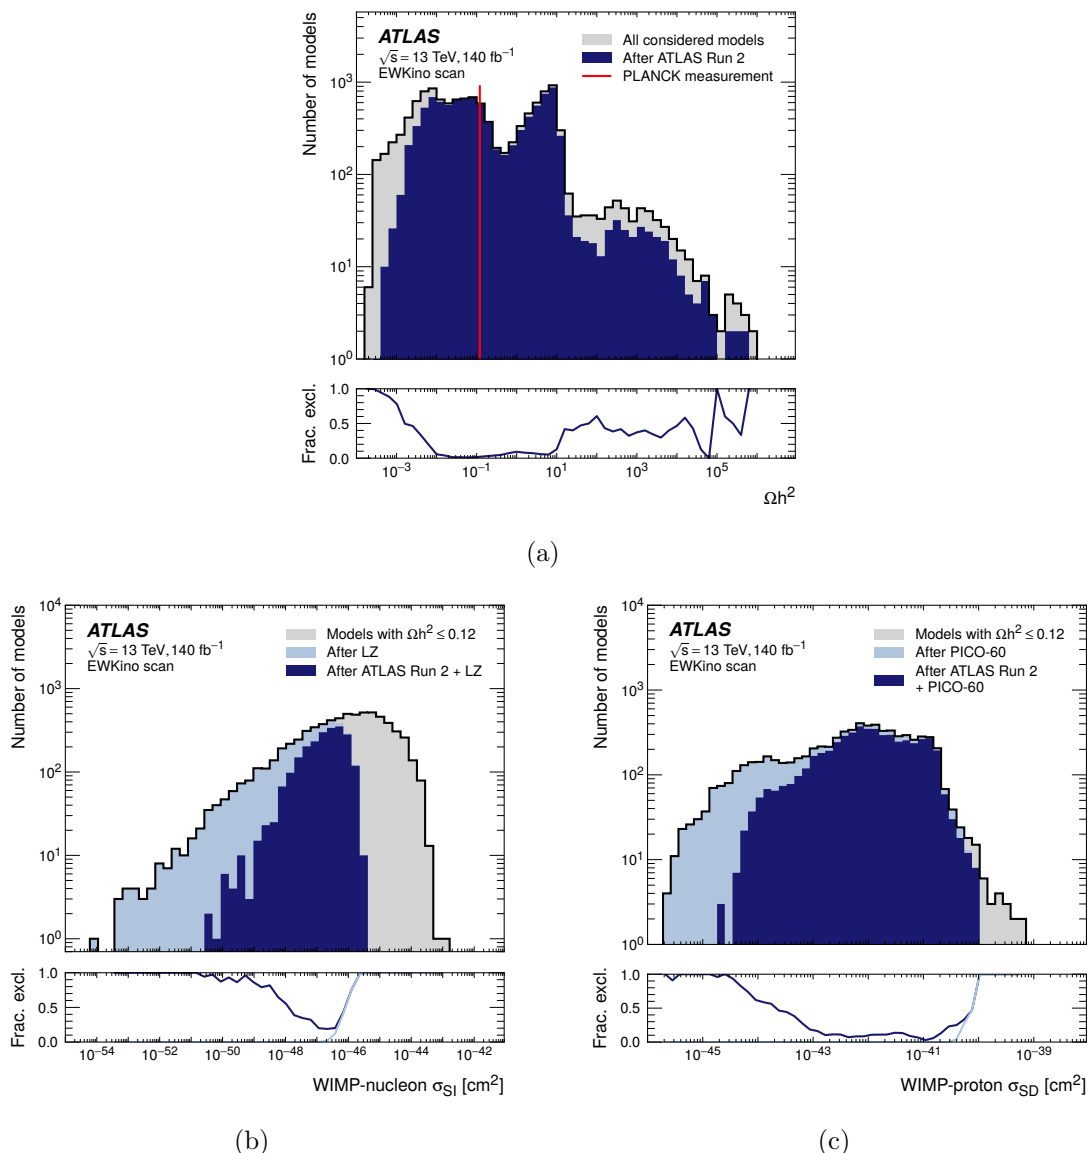 ATLAS
√s = 13 TeV, 140 fb⁻¹
EWKino scan
All considered models
After ATLAS Run 2
PLANCK measurement
Number of models
10³
10²
10¹
10⁰
Frac. excl.
1.0
0.5
0.0
10⁻³ 10⁻¹ 10¹ 10³ 10⁵
Ωh²
(a)
ATLAS
√s = 13 TeV, 140 fb⁻¹
EWKino scan
Models with Ωh² ≤ 0.12
After LZ
After ATLAS Run 2 + LZ
Number of models
10⁴
10³
10²
10¹
10⁰
Frac. excl.
1.0
0.5
0.0
10⁻⁵⁴ 10⁻⁵² 10⁻⁵⁰ 10⁻⁴⁸ 10⁻⁴⁶ 10⁻⁴⁴ 10⁻⁴²
WIMP-nucleon σSI [cm²]
(b)
ATLAS
√s = 13 TeV, 140 fb⁻¹
EWKino scan
Models with Ωh² ≤ 0.12
After PICO-60
After ATLAS Run 2
+ PICO-60
Number of models
10⁴
10³
10²
10¹
10⁰
Frac. excl.
1.0
0.5
0.0
10⁻⁴⁵ 10⁻⁴³ 10⁻⁴¹ 10⁻³⁹
WIMP-proton σSD [cm²]
(c)